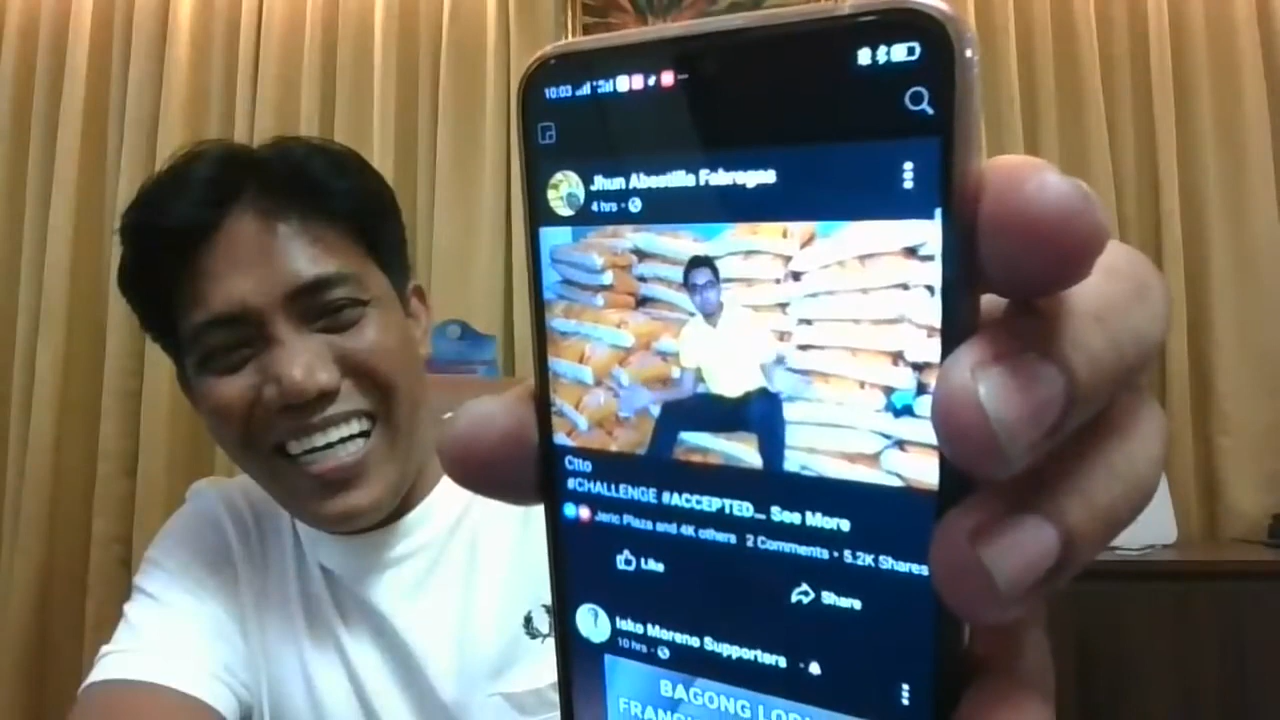 10:03
Jhun Abastilla Fabregas
4 hrs
Ctto
#CHALLENGE #ACCEPTED... See More
Jeric Plaza and 4K others 2 Comments • 5.2K Shares
Like
Share
Isko Moreno Supporters
10 hrs
BAGONG